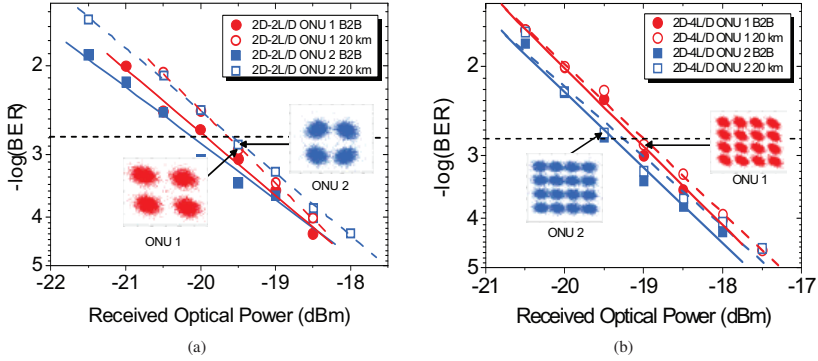 (a)
2D-2L/D ONU 1 B2B
2D-2L/D ONU 1 20 km
2D-2L/D ONU 2 B2B
2D-2L/D ONU 2 20 km
-log(BER)
2
3
4
5
ONU 2
ONU 1
-22
-21
-20
-19
-18
Received Optical Power (dBm)
(a)
(b)
2D-4L/D ONU 1 B2B
2D-4L/D ONU 1 20 km
2D-4L/D ONU 2 B2B
2D-4L/D ONU 2 20 km
-log(BER)
2
3
4
5
ONU 1
ONU 2
-21
-20
-19
-18
-17
Received Optical Power (dBm)
(b)